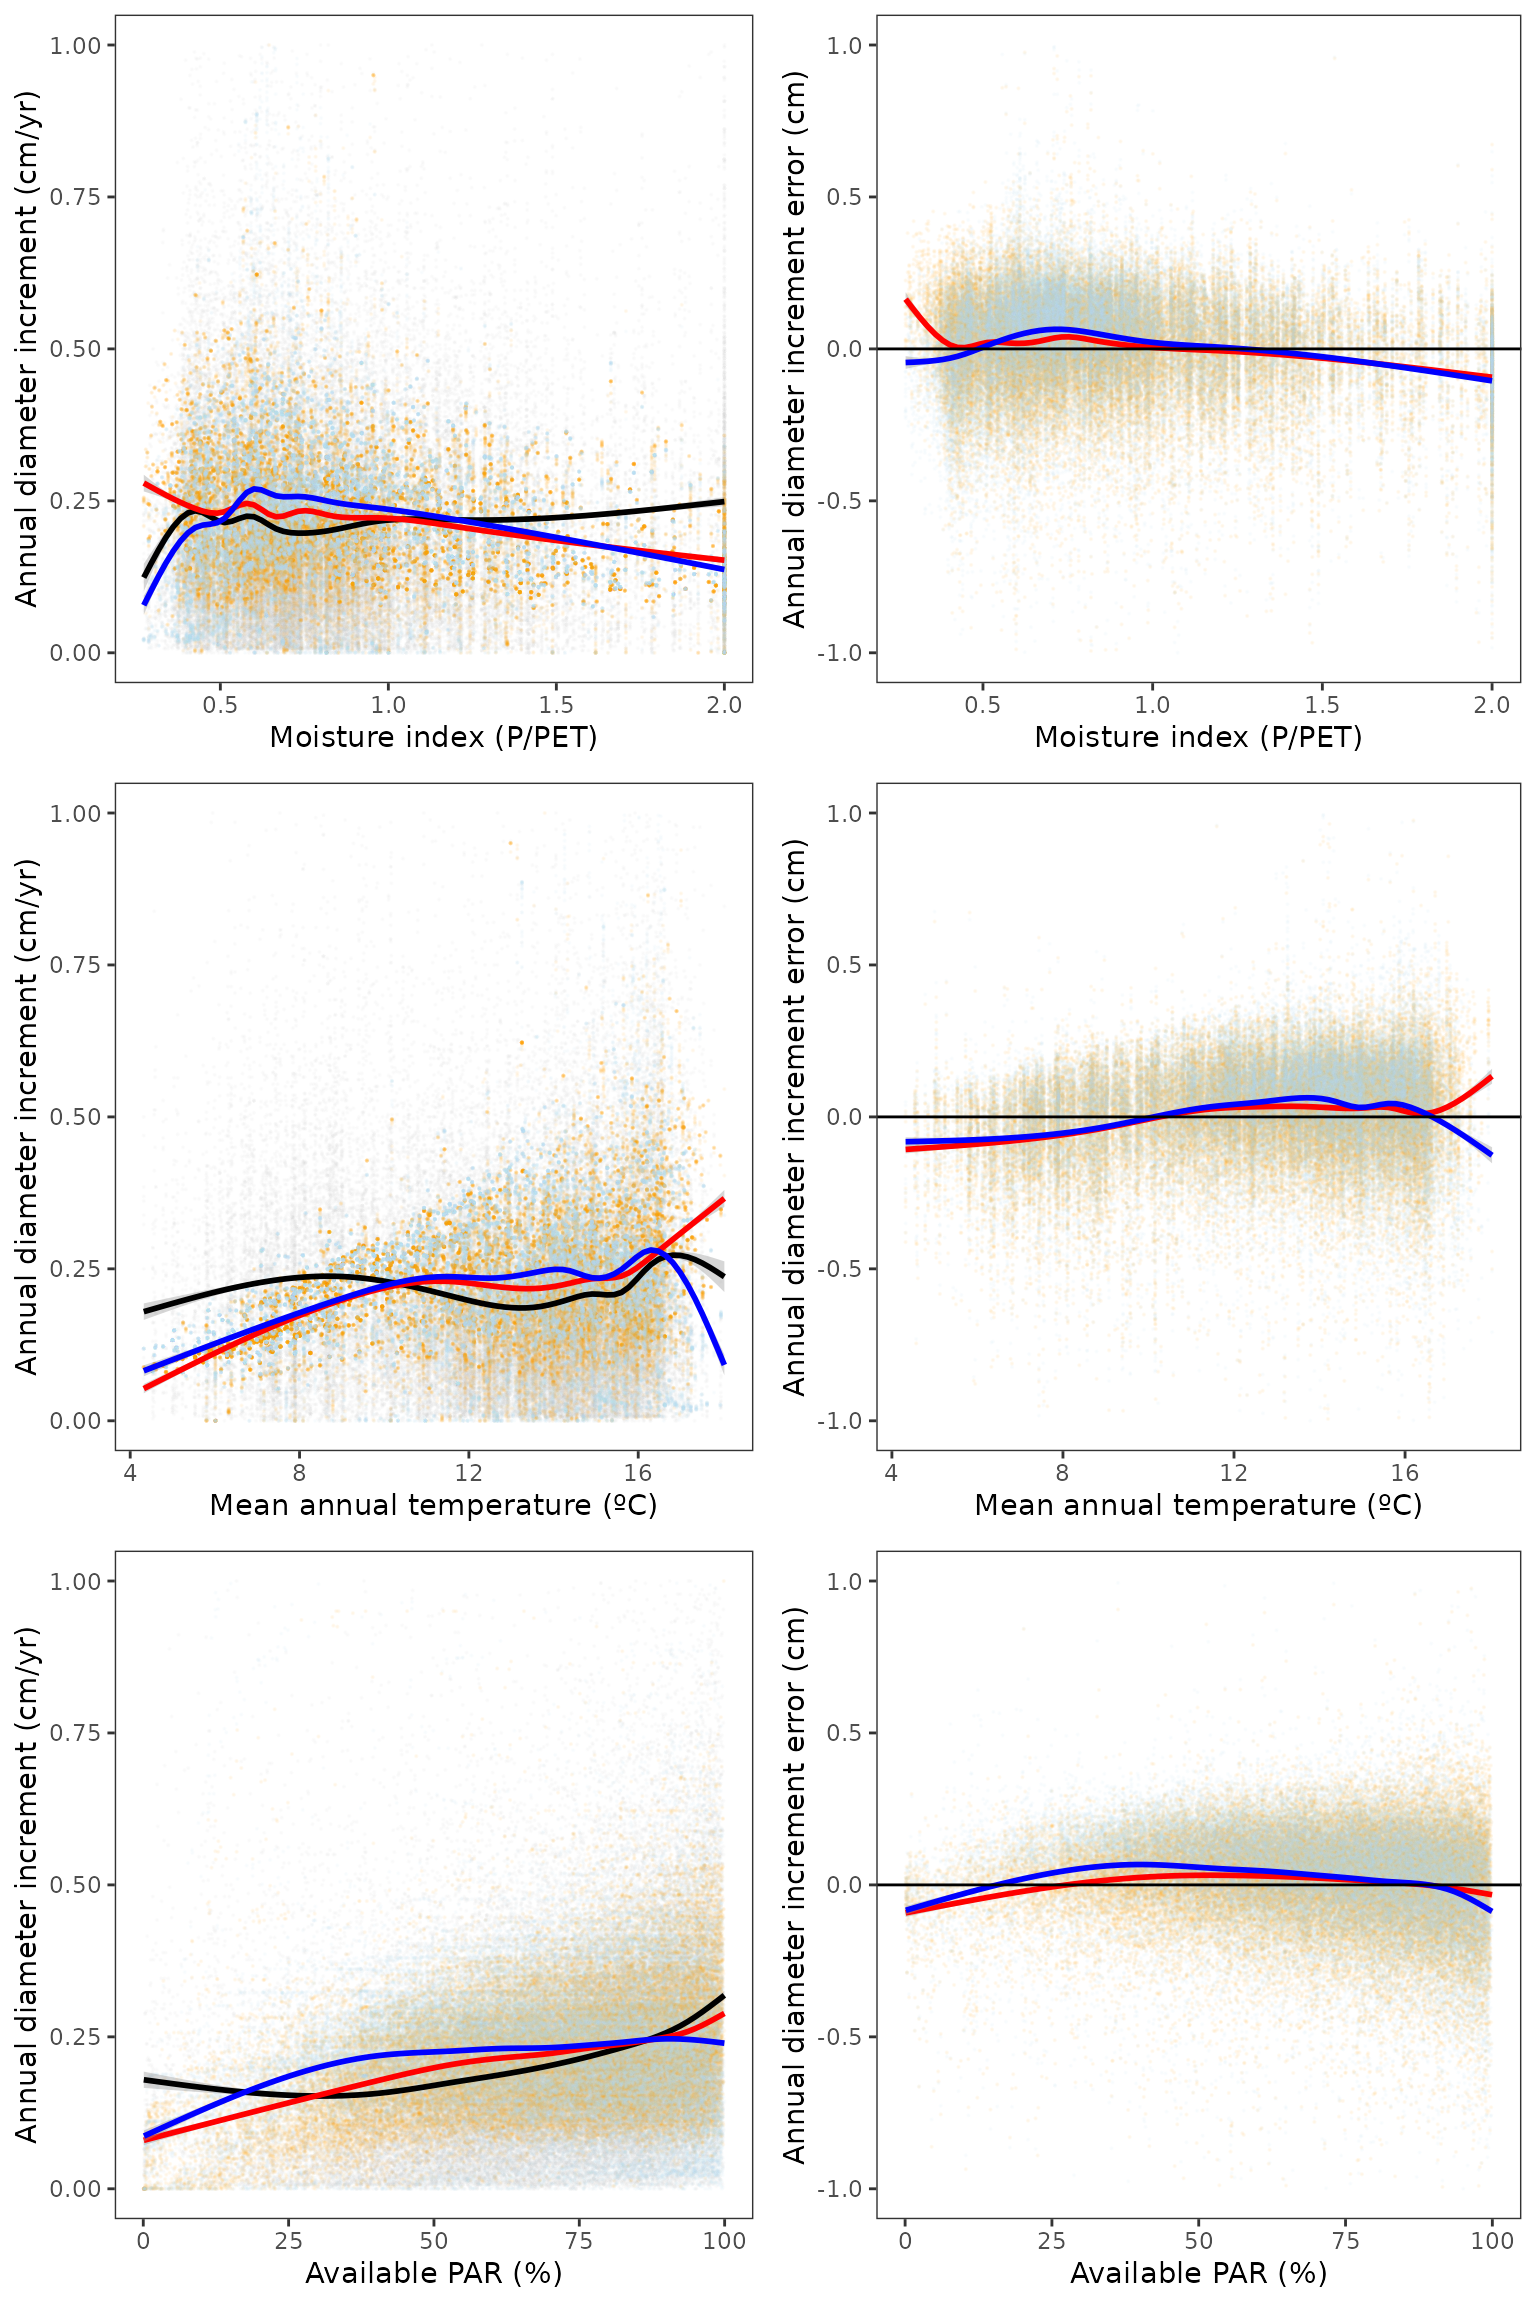 Annual diameter increment (cm/yr)
1.00
0.75
0.50
0.25
0.00
0.5 1.0 1.5 2.0
Moisture index (P/PET)
Annual diameter increment error (cm)
1.0
0.5
0.0
-0.5
-1.0
0.5 1.0 1.5 2.0
Moisture index (P/PET)
Annual diameter increment (cm/yr)
1.00
0.75
0.50
0.25
0.00
4 8 12 16
Mean annual temperature (ºC)
Annual diameter increment error (cm)
1.0
0.5
0.0
-0.5
-1.0
4 8 12 16
Mean annual temperature (ºC)
Annual diameter increment (cm/yr)
1.00
0.75
0.50
0.25
0.00
0 25 50 75 100
Available PAR (%)
Annual diameter increment error (cm)
1.0
0.5
0.0
-0.5
-1.0
0 25 50 75 100
Available PAR (%)